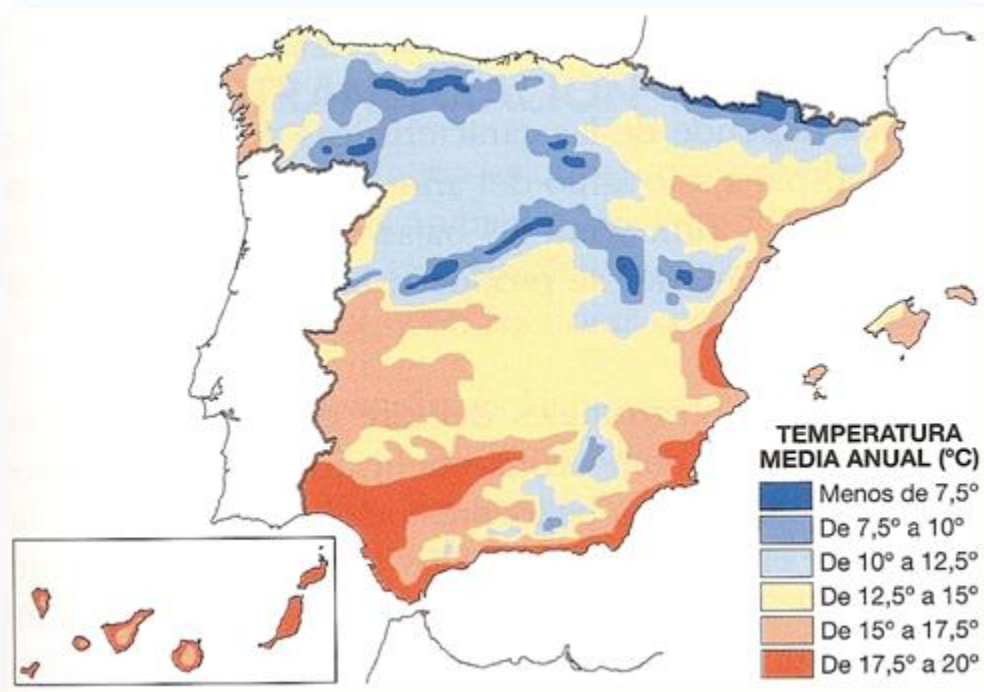 TEMPERATURA
MEDIA ANUAL (ºC)
Menos de 7,5º
De 7,5º a 10º
De 10º a 12,5º
De 12,5º a 15º
De 15º a 17,5º
De 17,5º a 20º